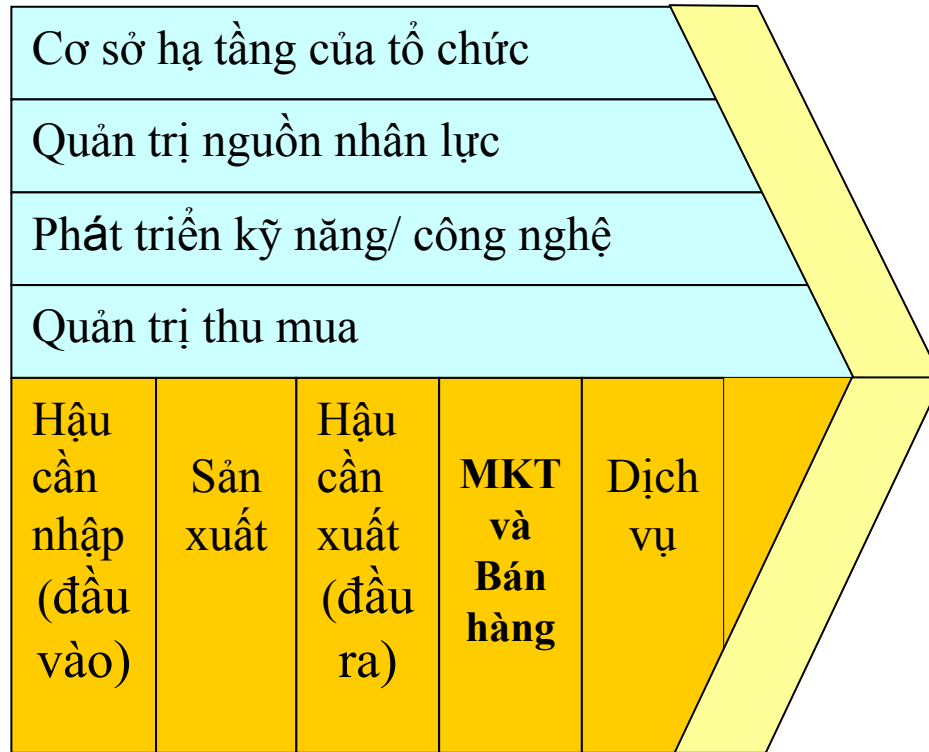 Cơ sở hạ tầng của tổ chức
Quản trị nguồn nhân lực
Phát triển kỹ năng/ công nghệ
Quản trị thu mua
Hậu
cần
nhập
(đầu
vào)
Sản
xuất
Hậu
cần
xuất
(đầu
ra)
MKT
và
Bán
hàng
Dịch
vụ